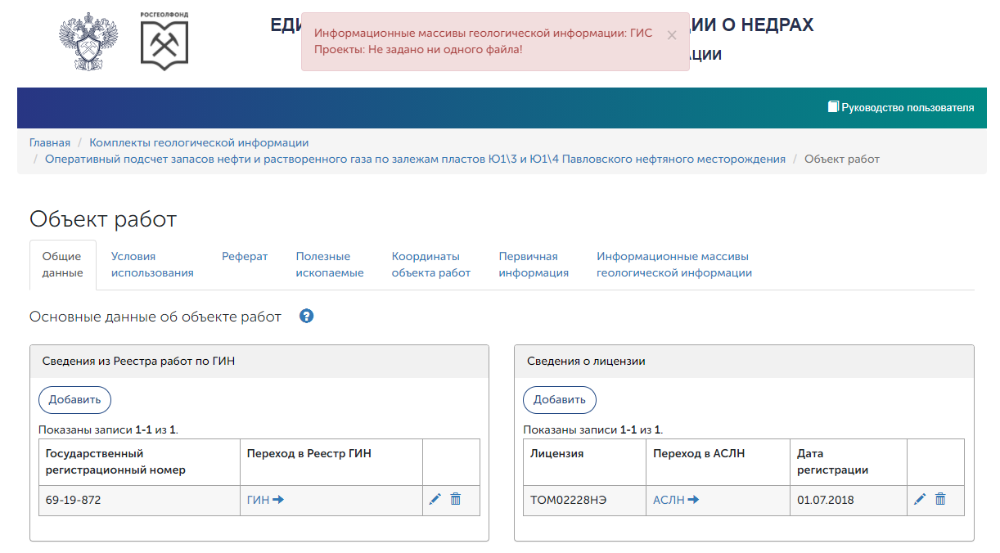 РОСГЕОЛФОНД
ЕДИ
ИИ О НЕДРАХ
АЦИИ
Информационные массивы геологической информации: ГИС
Проекты: Не задано ни одного файла!
×
Руководство пользователя
Главная / Комплекты геологической информации
/ Оперативный подсчет запасов нефти и растворенного газа по залежам пластов Ю1\3 и Ю1\4 Павловского нефтяного месторождения / Объект работ
Объект работ
Общие
данные
Условия
использования
Реферат
Полезные
ископаемые
Координаты
объекта работ
Первичная
информация
Информационные массивы
геологической информации
Основные данные об объекте работ ?
Сведения из Реестра работ по ГИН
Добавить
Показаны записи 1-1 из 1.
Государственный
регистрационный номер
Переход в Реестр ГИН
69-19-872
ГИН
Сведения о лицензии
Добавить
Показаны записи 1-1 из 1.
Лицензия
Переход в АСЛН
Дата
регистрации
ТОМ02228НЭ
АСЛН
01.07.2018